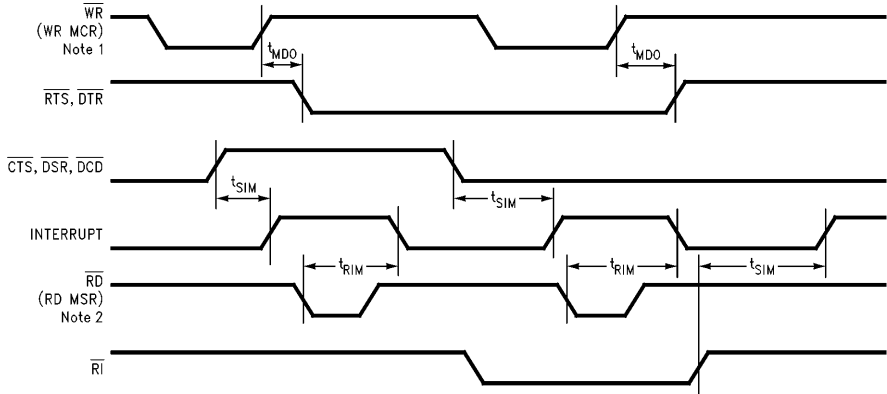 WR
(WR MCR)
Note 1
tMDO
tMDO
RTS, DTR
CTS, DSR, DCD
tSIM
tSIM
INTERRUPT
tRIM
tRIM
tSIM
RD
(RD MSR)
Note 2
RI